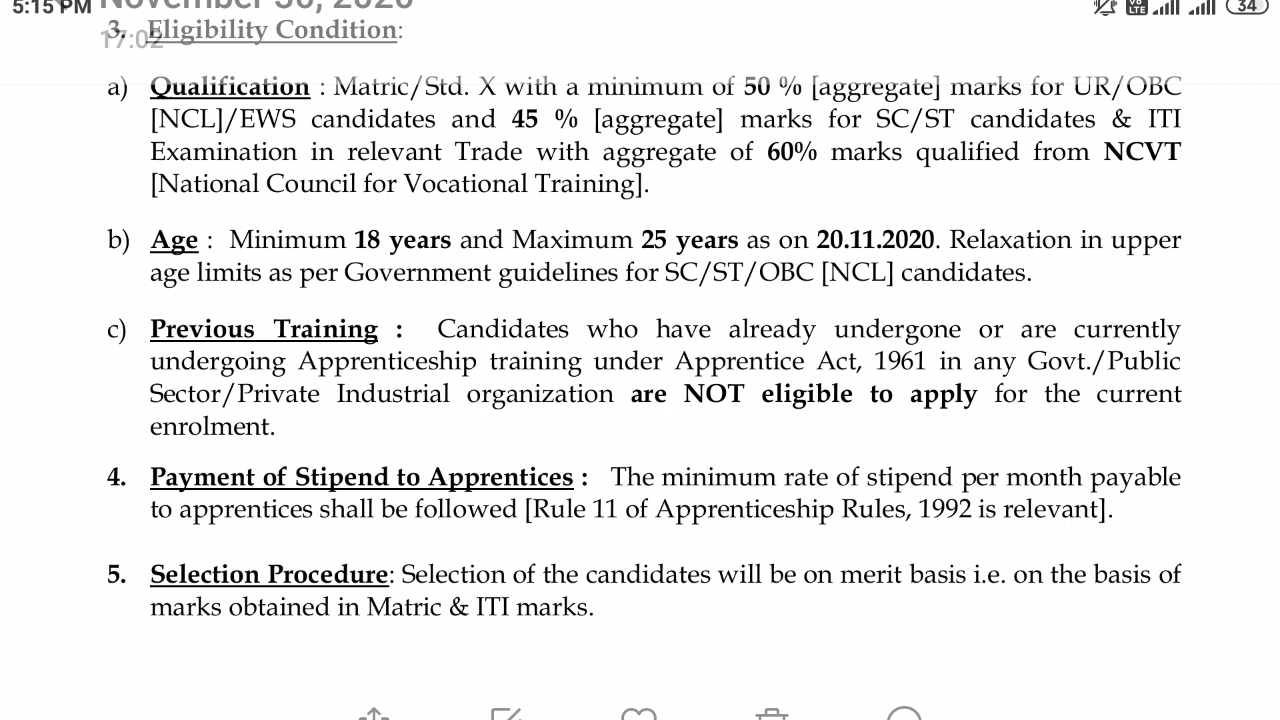 5:15 PM November 30, 2020 34
17:02
3. Eligibility Condition:
a) Qualification : Matric/Std. X with a minimum of 50 % [aggregate] marks for UR/OBC
[NCL]/EWS candidates and 45 % [aggregate] marks for SC/ST candidates & ITI
Examination in relevant Trade with aggregate of 60% marks qualified from NCVT
[National Council for Vocational Training].
b) Age : Minimum 18 years and Maximum 25 years as on 20.11.2020. Relaxation in upper
age limits as per Government guidelines for SC/ST/OBC [NCL] candidates.
c) Previous Training : Candidates who have already undergone or are currently
undergoing Apprenticeship training under Apprentice Act, 1961 in any Govt./Public
Sector/Private Industrial organization are NOT eligible to apply for the current
enrolment.
4. Payment of Stipend to Apprentices : The minimum rate of stipend per month payable
to apprentices shall be followed [Rule 11 of Apprenticeship Rules, 1992 is relevant].
5. Selection Procedure: Selection of the candidates will be on merit basis i.e. on the basis of
marks obtained in Matric & ITI marks.